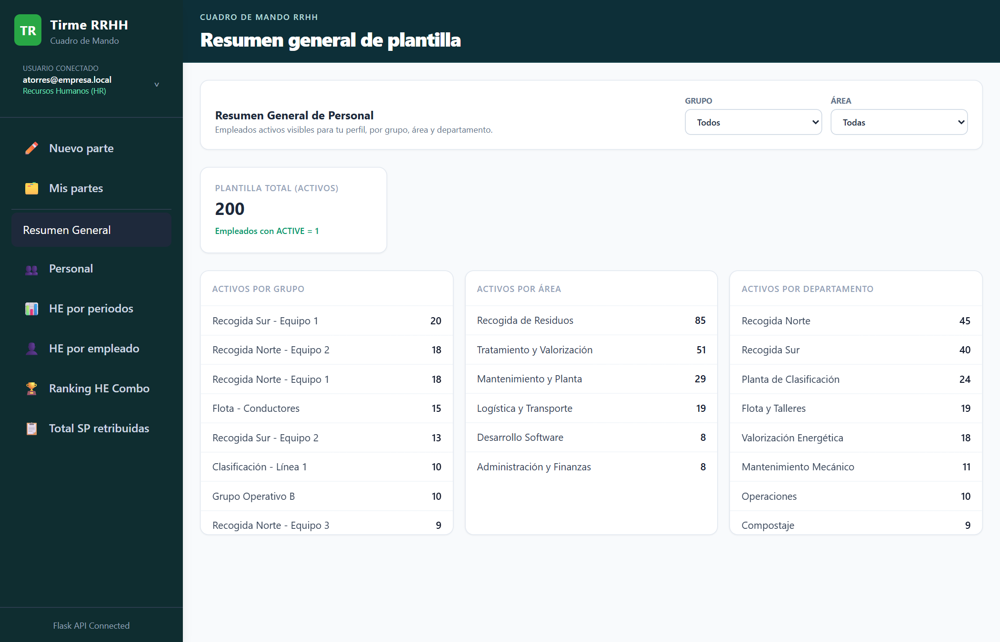 TR
Tirme RRHH
Cuadro de Mando
USUARIO CONECTADO
atorres@empresa.local
v
Recursos Humanos (HR)
Nuevo parte
Mis partes
Resumen General
Personal
HE por periodos
HE por empleado
Ranking HE Combo
Total SP retribuidas
Flask API Connected
CUADRO DE MANDO RRHH
Resumen general de plantilla
Resumen General de Personal
Empleados activos visibles para tu perfil, por grupo, área y departamento.
GRUPO
Todos
ÁREA
Todas
PLANTILLA TOTAL (ACTIVOS)
200
Empleados con ACTIVE = 1
ACTIVOS POR GRUPO
Recogida Sur - Equipo 1 20
Recogida Norte - Equipo 2 18
Recogida Norte - Equipo 1 18
Flota - Conductores 15
Recogida Sur - Equipo 2 13
Clasificación - Línea 1 10
Grupo Operativo B 10
Recogida Norte - Equipo 3 9
ACTIVOS POR ÁREA
Recogida de Residuos 85
Tratamiento y Valorización 51
Mantenimiento y Planta 29
Logística y Transporte 19
Desarrollo Software 8
Administración y Finanzas 8
ACTIVOS POR DEPARTAMENTO
Recogida Norte 45
Recogida Sur 40
Planta de Clasificación 24
Flota y Talleres 19
Valorización Energética 18
Mantenimiento Mecánico 11
Operaciones 10
Compostaje 9